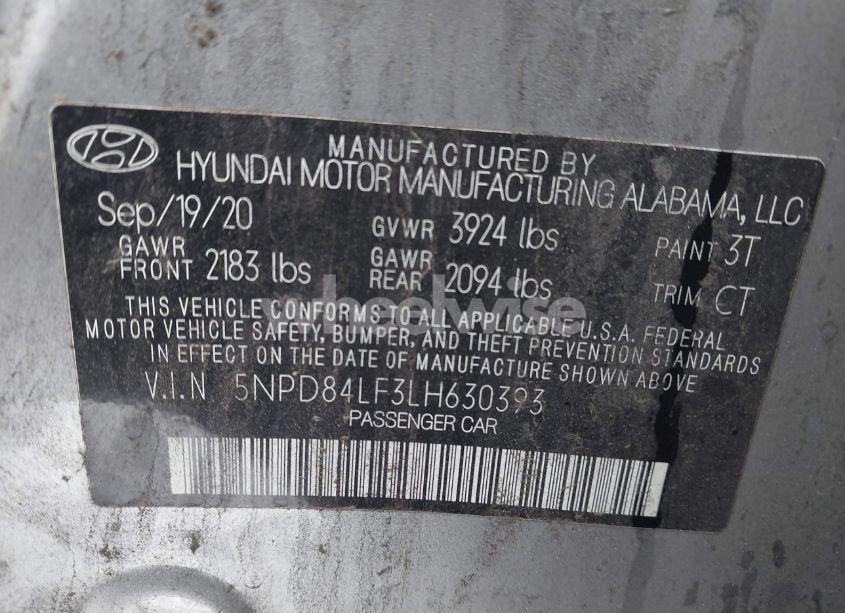 MANUFACTURED BY
HYUNDAI MOTOR MANUFACTURING ALABAMA, LLC
Sep/19/20 GVWR 3924 lbs PAINT 3T
GAWR FRONT 2183 lbs GAWR REAR 2094 lbs TRIM CT
THIS VEHICLE CONFORMS TO ALL APPLICABLE U.S.A. FEDERAL
MOTOR VEHICLE SAFETY, BUMPER, AND THEFT PREVENTION STANDARDS
IN EFFECT ON THE DATE OF MANUFACTURE SHOWN ABOVE
V.I.N 5NPD84LF3LH630393
PASSENGER CAR